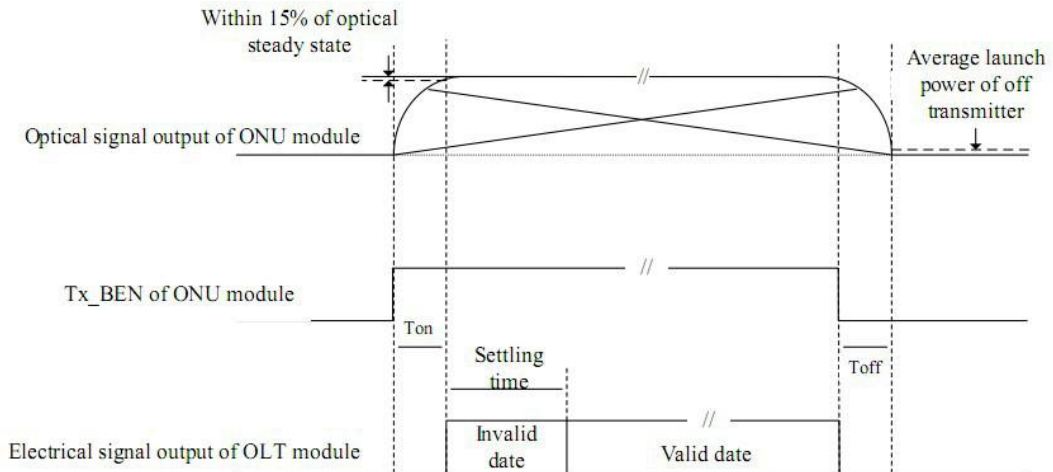 Within 15% of optical
steady state
Average launch
power of off
transmitter
//
Optical signal output of ONU module
//
Tx_BEN of ONU module
Ton
Toff
Settling
time
//
Electrical signal output of OLT module
Invalid
date
Valid date